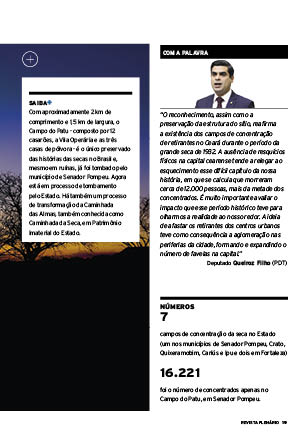 SAIBA+
Com aproximadamente 2 km de
comprimento e 1,5 km de largura, o
Campo do Patu - composto por 12
casarões, a Vila Operária e as três
casas de pólvora - é o único preservado
das histórias das secas no Brasil e,
mesmo em ruínas, já foi tombado pelo
município de Senador Pompeu. Agora
está em processo de tombamento
pelo Estado. Há também um processo
de transformação da Caminhada
das Almas, também conhecida como
Caminhada da Seca, em Patrimônio
Imaterial do Estado.
COM A PALAVRA
"O reconhecimento, assim com a
preservação da estrutura do sítio, reafirma
a existência dos campos de concentração
de retirantes no Ceará durante o período da
grande seca de 1932. A ausência de resquícios
físicos na capital cearense tende a relegar ao
esquecimento esse difícil capítulo da nossa
história, em que se calcula que morreram
cerca de 12.000 pessoas, mais da metade dos
concentrados. É muito importante avaliar o
impacto que esse período histórico teve para
olharmos a realidade ao nosso redor. A ideia
de afastar os retirantes dos centros urbanos
teve como consequência a aglomeração nas
periferias da cidade, formando e expandindo o
número de favelas na capital."
Deputado Queiroz Filho (PDT)
NÚMEROS
7
campos de concentração da seca no Estado
(um nos municípios de Senador Pompeu, Crato,
Quixeramobim, Cariús e Ipu e dois em Fortaleza)
16.221
foi o número de concentrados apenas no
Campo do Patu, em Senador Pompeu.
REVISTA PLENÁRIO 19